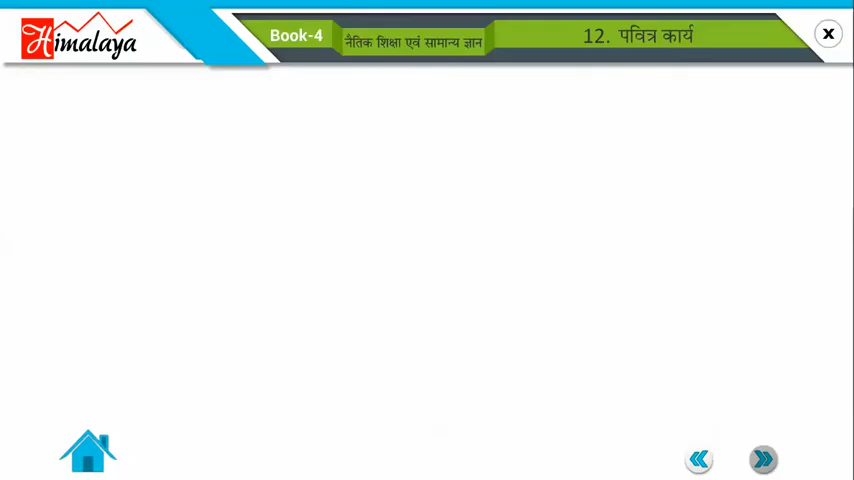 Himalaya
Book-4
नैतिक शिक्षा एवं सामान्य ज्ञान
12. पवित्र कार्य
X